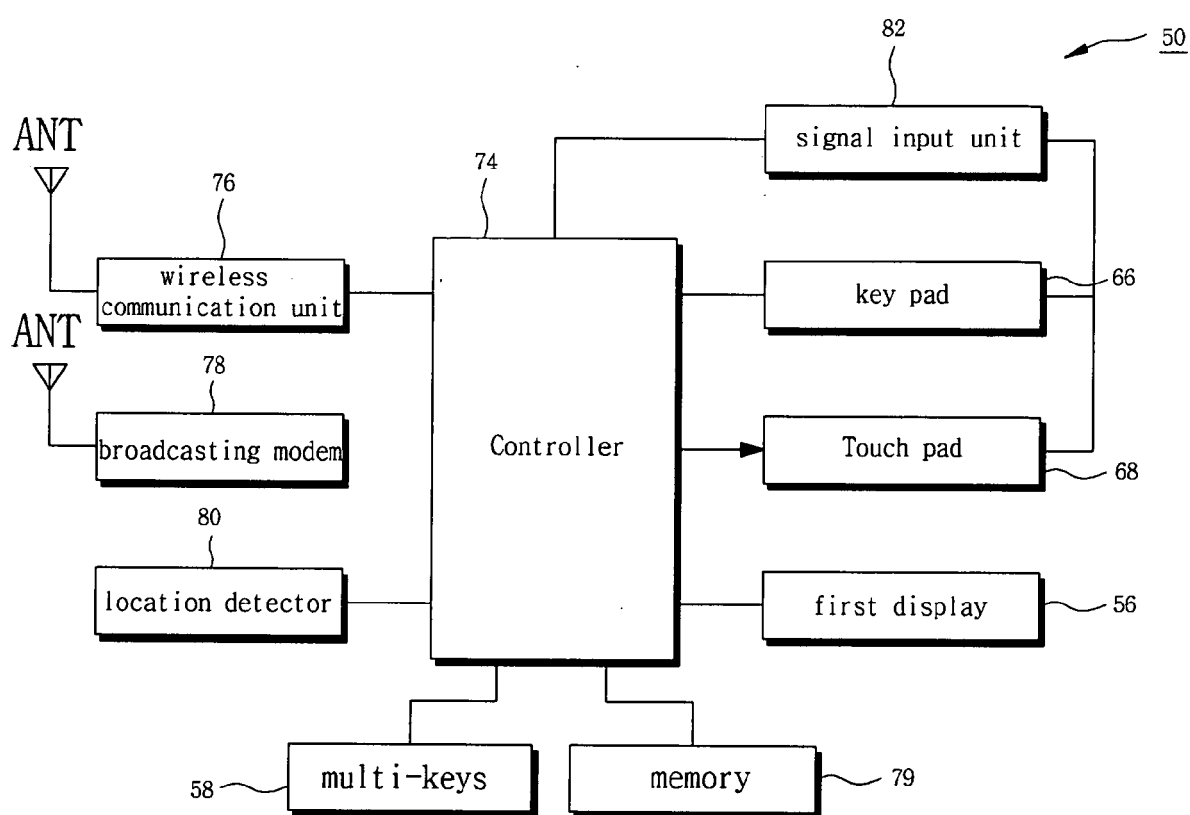 50
82
signal input unit
ANT
76
wireless
communication unit
74
Controller
key pad
66
ANT
78
broadcasting modem
Touch pad
68
80
location detector
first display
56
multi-keys
58
memory
79